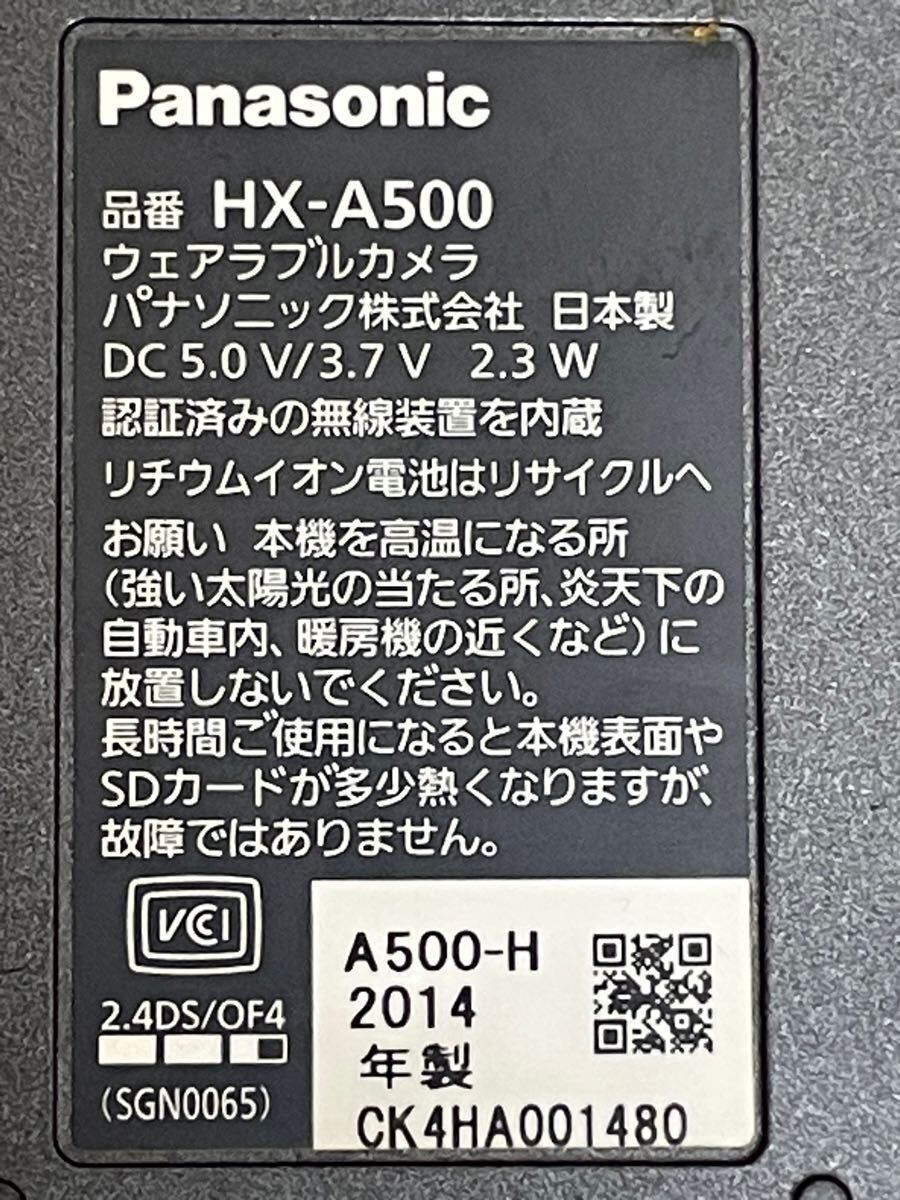 Panasonic
品番 HX-A500
ウェアラブルカメラ
パナソニック株式会社 日本製
DC 5.0 V/3.7 V 2.3 W
認証済みの無線装置を内蔵
リチウムイオン電池はリサイクルへ
お願い 本機を高温になる所
(強い太陽光の当たる所、炎天下の
自動車内、暖房機の近くなど)に
放置しないでください。
長時間ご使用になると本機表面や
SDカードが多少熱くなりますが、
故障ではありません。
VCCI
2.4DS/OF4
(SGN0065)
A500-H
2014
年製
CK4HA001480